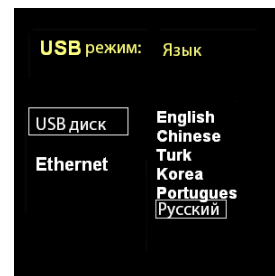 USB режим:
USB диск
Ethernet
Язык
English
Chinese
Turk
Korea
Portugues
Русский